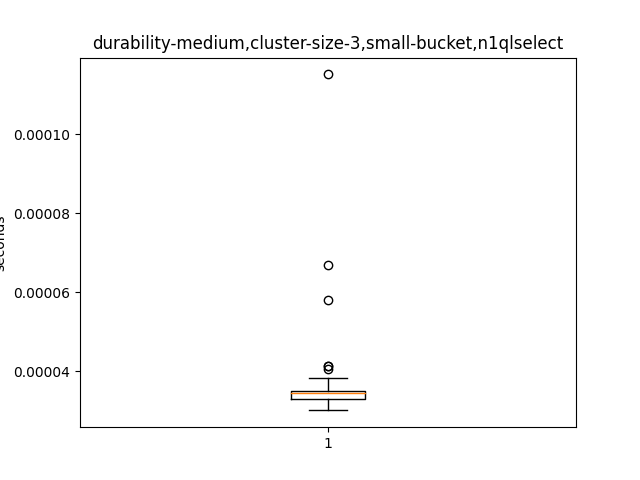 durability-medium,cluster-size-3,small-bucket,n1qlselect
0.00010
0.00008
seconds
0.00006
0.00004
1